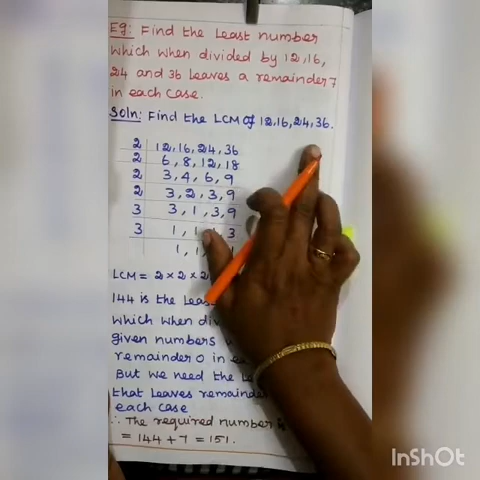 Eg: Find the Least number
which when divided by 12,16,
24 and 36 leaves a remainder 7
in each case.
Soln: Find the LCM of 12,16,24,36.
2 | 12,16,24,36
2 | 6, 8, 12, 18
2 | 3, 4, 6, 9
2 | 3, 2, 3, 9
3 | 3, 1, 3, 9
3 | 1, 3
1, 1,
LCM = 2 × 2 × 2
144 is the
which when
given numbers
remainder 0 in
But we need the
that leaves
each case
∴ The required number
= 144 + 7 = 151.
InShOt